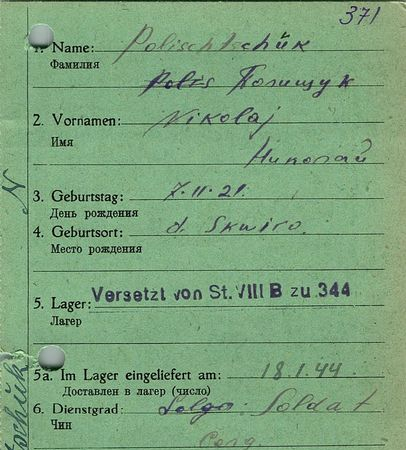 371
1. Name: Polischtschuk
Фамилия Полищук
2. Vornamen: Nikolaj
Имя Николай
3. Geburtstag: 7.11.21.
День рождения
4. Geburtsort: d. Skwiro.
Место рождения
5. Lager: Versetzt von St. VIII B zu 344
Лагерь
5a. Im Lager eingeliefert am: 18.1.44
Доставлен в лагер (число)
6. Dienstgrad: Soldat
Чин